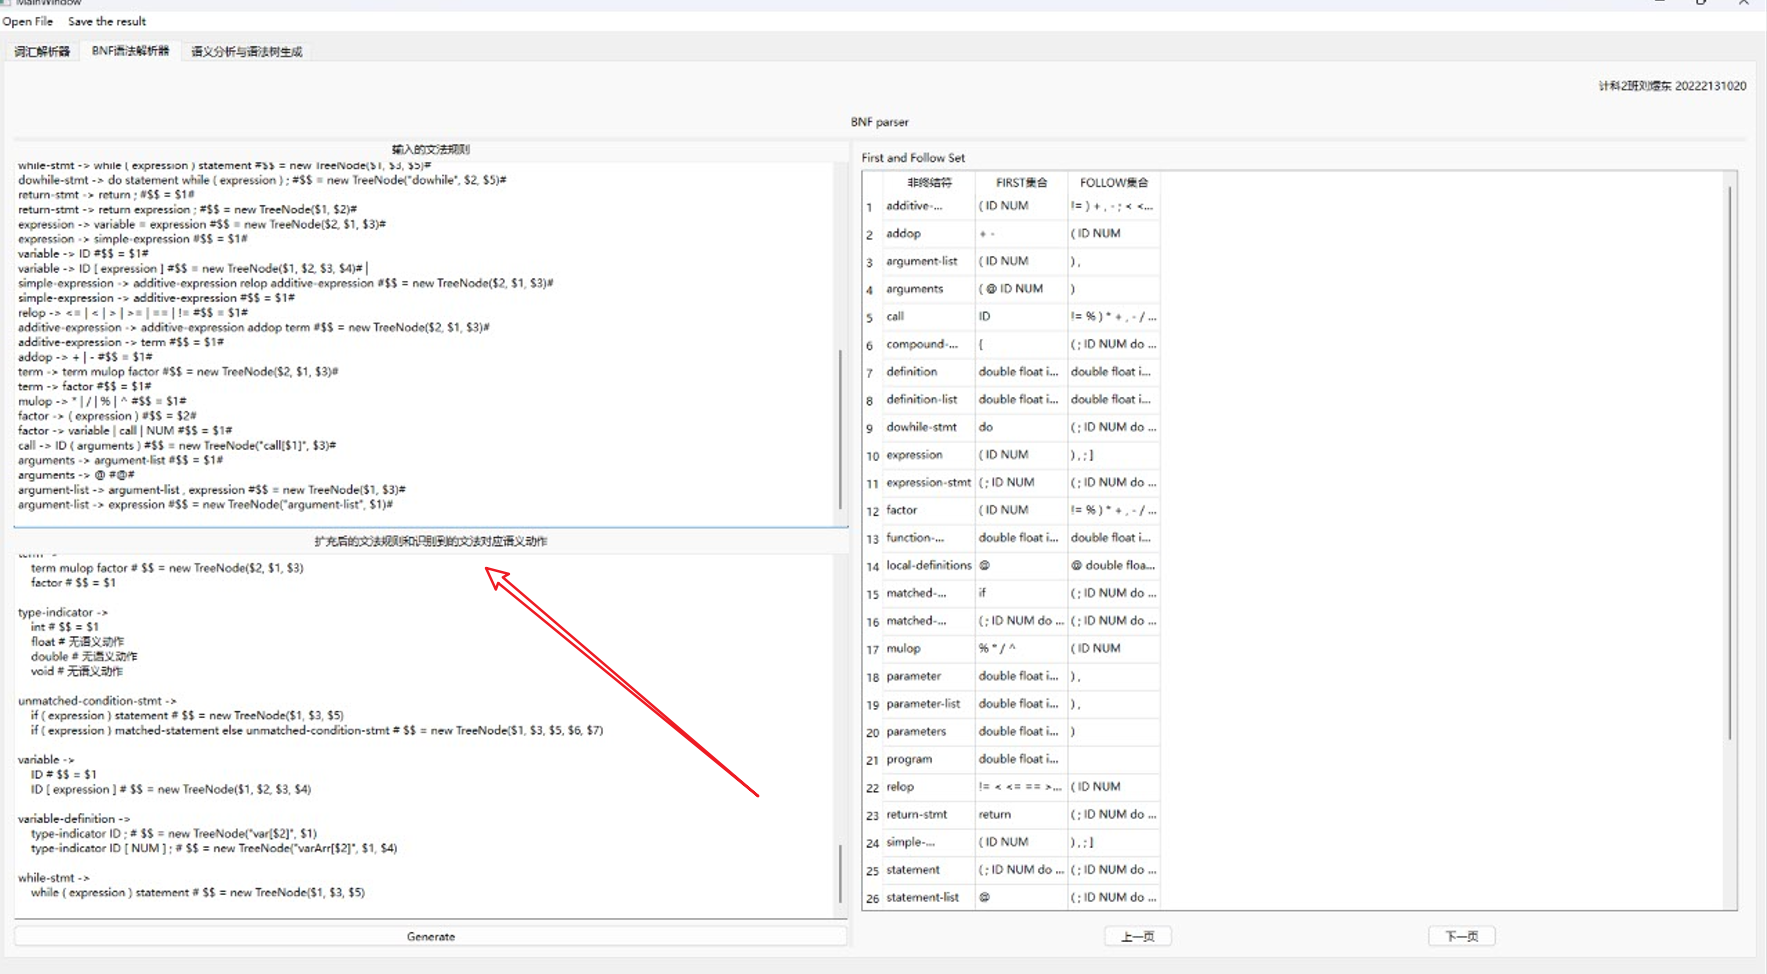 MainWindow
Open File Save the result
词汇解析器 BNF语法解析器 语义分析与语法树生成
计科2班刘煜东 20222131020
BNF parser
输入的文法规则
while-stmt -> while ( expression ) statement #$$ = new TreeNode($1, $3, $5)#
dowhile-stmt -> do statement while ( expression ) ; #$$ = new TreeNode("dowhile", $2, $5)#
return-stmt -> return ; #$$ = $1#
return-stmt -> return expression ; #$$ = new TreeNode($1, $2)#
expression -> variable = expression #$$ = new TreeNode($2, $1, $3)#
expression -> simple-expression #$$ = $1#
variable -> ID #$$ = $1#
variable -> ID [ expression ] #$$ = new TreeNode($1, $2, $3, $4)#
simple-expression -> additive-expression relop additive-expression #$$ = new TreeNode($2, $1, $3)#
simple-expression -> additive-expression #$$ = $1#
relop -> <= | < | > | >= | == | != #$$ = $1#
additive-expression -> additive-expression addop term #$$ = new TreeNode($2, $1, $3)#
additive-expression -> term #$$ = $1#
addop -> + | - #$$ = $1#
term -> term mulop factor #$$ = new TreeNode($2, $1, $3)#
term -> factor #$$ = $1#
mulop -> * | / | % | ^ #$$ = $1#
factor -> ( expression ) #$$ = $2#
factor -> variable | call | NUM #$$ = $1#
call -> ID ( arguments ) #$$ = new TreeNode("call[$1]", $3)#
arguments -> argument-list #$$ = $1#
arguments -> @ #@#
argument-list -> argument-list , expression #$$ = new TreeNode($1, $3)#
argument-list -> expression #$$ = new TreeNode("argument-list", $1)#
扩充后的文法规则和识别到的文法对应语义动作
term ->
term mulop factor # $$ = new TreeNode($2, $1, $3)
factor # $$ = $1
type-indicator ->
int # $$ = $1
float # 无语义动作
double # 无语义动作
void # 无语义动作
unmatched-condition-stmt ->
if ( expression ) statement # $$ = new TreeNode($1, $3, $5)
if ( expression ) matched-statement else unmatched-condition-stmt # $$ = new TreeNode($1, $3, $5, $6, $7)
variable ->
ID # $$ = $1
ID [ expression ] # $$ = new TreeNode($1, $2, $3, $4)
variable-definition ->
type-indicator ID ; # $$ = new TreeNode("var[$2]", $1)
type-indicator ID [ NUM ] ; # $$ = new TreeNode("varArr[$2]", $1, $4)
while-stmt ->
while ( expression ) statement # $$ = new TreeNode($1, $3, $5)
Generate
First and Follow Set
非终结符 FIRST集合 FOLLOW集合
1 additive-... ( ID NUM != ) + , - ; < <...
2 addop + - ( ID NUM
3 argument-list ( ID NUM ) ,
4 arguments ( @ ID NUM )
5 call ID != % ) * + , - / ...
6 compound-... { ( ; ID NUM do ...
7 definition double float i... double float i...
8 definition-list double float i... double float i...
9 dowhile-stmt do ( ; ID NUM do ...
10 expression ( ID NUM ) , ; ]
11 expression-stmt ( ; ID NUM ( ; ID NUM do ...
12 factor ( ID NUM != % ) * + , - / ...
13 function-... double float i... double float i...
14 local-definitions @ @ double floa...
15 matched-... if ( ; ID NUM do ...
16 matched-... ( ; ID NUM do ... ( ; ID NUM do ...
17 mulop % * / ^ ( ID NUM
18 parameter double float i... ) ,
19 parameter-list double float i... ) ,
20 parameters double float i... )
21 program double float i...
22 relop != < <= == >... ( ID NUM
23 return-stmt return ( ; ID NUM do ...
24 simple-... ( ID NUM ) , ; ]
25 statement ( ; ID NUM do ... ( ; ID NUM do ...
26 statement-list @ ( ; ID NUM do ...
上一页 下一页